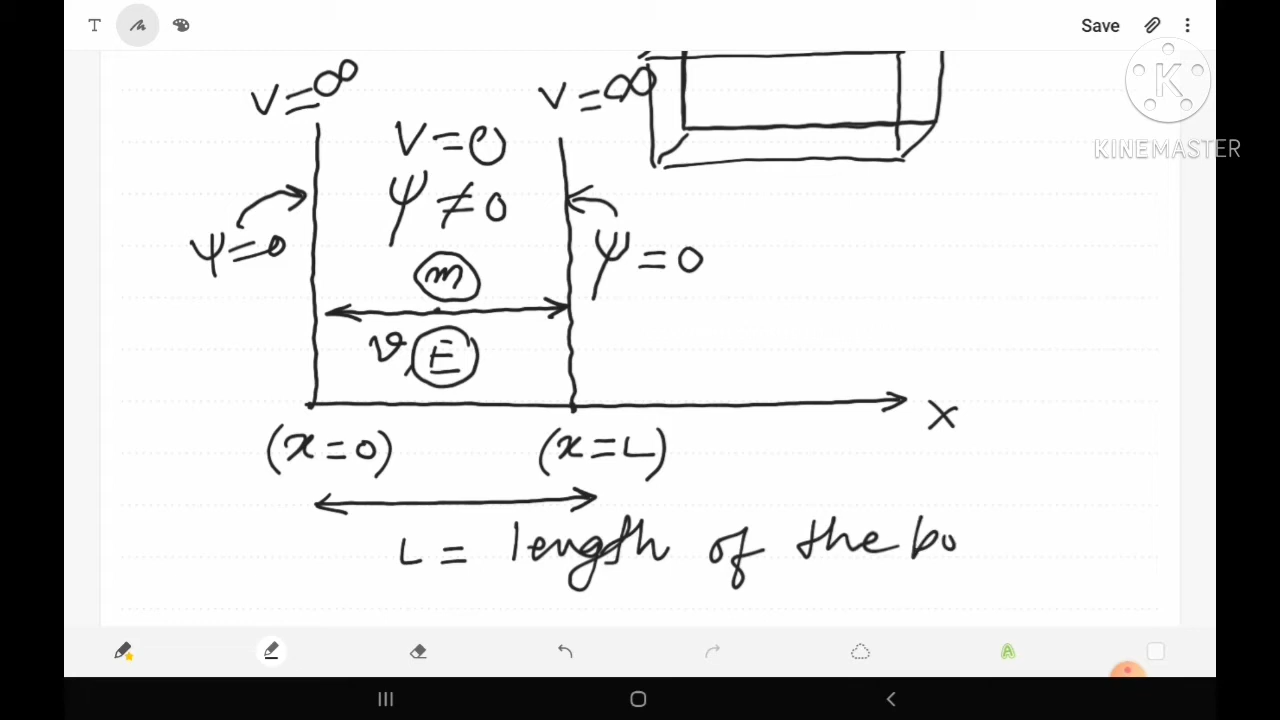 Save
K
KINEMASTER
V=∞
V=∞
V=0
ψ≠0
ψ=0
ψ=0
m
v, E
X
(x=0)
(x=L)
L = length of the bo